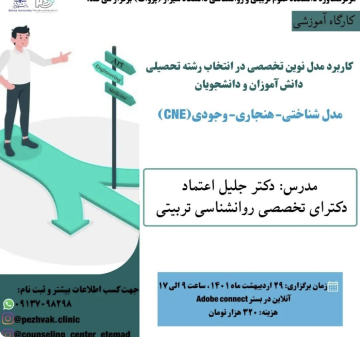 کارگاه آموزشی
کاربرد مدل نوین تخصصی در انتخاب رشته تحصیلی
دانش آموزان و دانشجویان
مدل شناختی-هنجاری-وجودی(CNE)
مدرس: دکتر جلیل اعتماد
دکترای تخصصی روانشناسی تربیتی
زمان برگزاری: ۲۹ اردیبهشت ماه ۱۴۰۱، ساعت ۹ الی ۱۷
آنلاین در بستر Adobe connect
هزینه: ۳۲۰ هزار تومان
جهت کسب اطلاعات بیشتر و ثبت نام:
۰۹۱۳۷۰۹۸۲۹۸
@pezhvak.clinic
@counseling_center_etemad